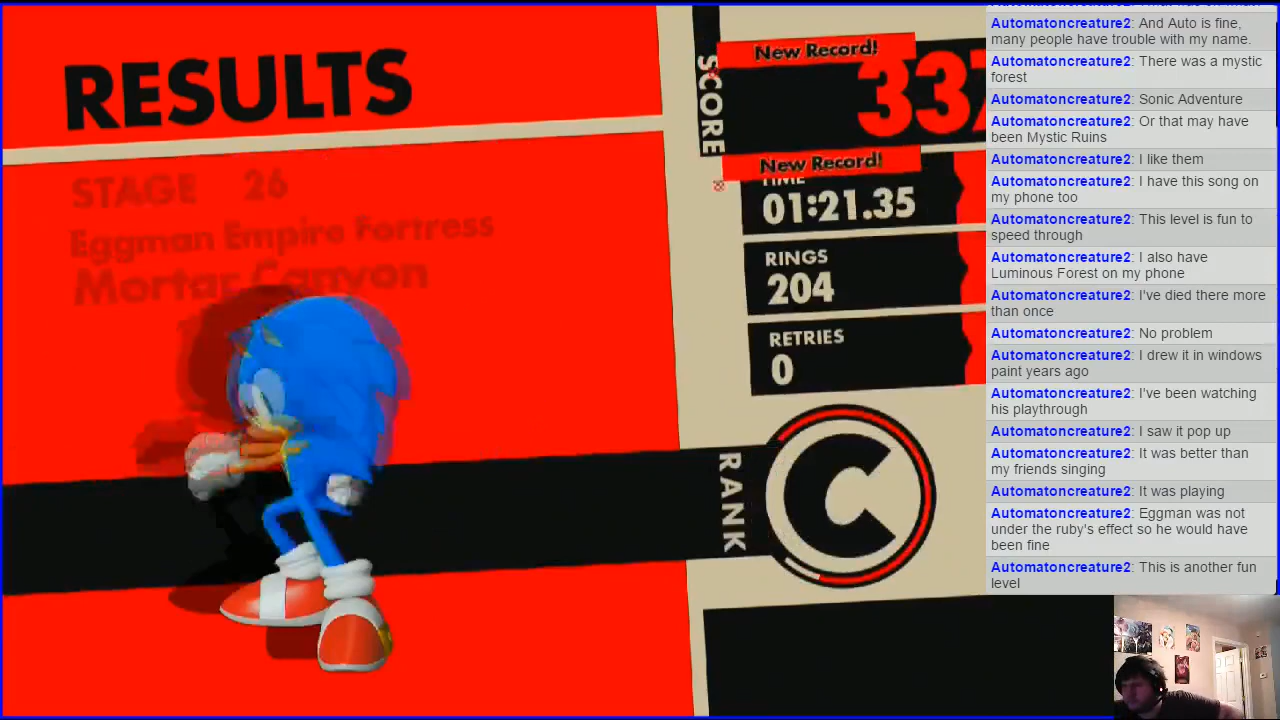 RESULTS
STAGE 26
Eggman Empire Fortress
Mortar Canyon
SCORE
New Record!
337
New Record!
TIME
01:21.35
RINGS
204
RETRIES
0
RANK
C
Automatoncreature2: And Auto is fine,
many people have trouble with my name.
Automatoncreature2: There was a mystic
forest
Automatoncreature2: Sonic Adventure
Automatoncreature2: Or that may have
been Mystic Ruins
Automatoncreature2: I like them
Automatoncreature2: I have this song on
my phone too
Automatoncreature2: This level is fun to
speed through
Automatoncreature2: I also have
Luminous Forest on my phone
Automatoncreature2: I've died there more
than once
Automatoncreature2: No problem
Automatoncreature2: I drew it in windows
paint years ago
Automatoncreature2: I've been watching
his playthrough
Automatoncreature2: I saw it pop up
Automatoncreature2: It was better than
my friends singing
Automatoncreature2: It was playing
Automatoncreature2: Eggman was not
under the ruby's effect so he would have
been fine
Automatoncreature2: This is another fun
level